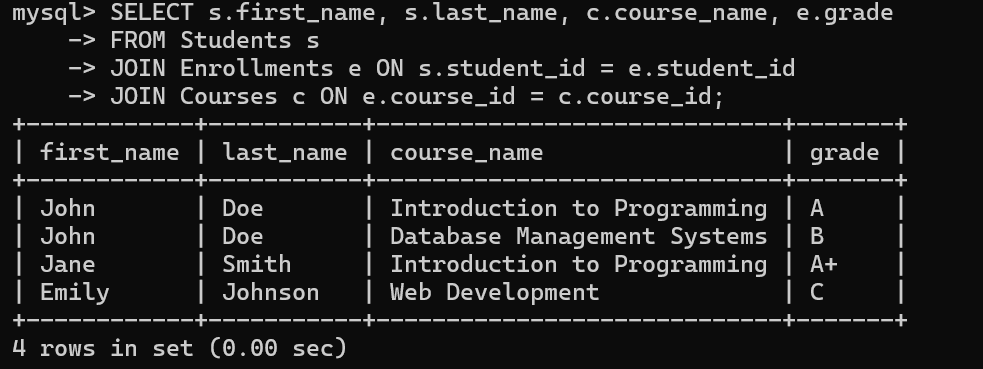 mysql> SELECT s.first_name, s.last_name, c.course_name, e.grade
    -> FROM Students s
    -> JOIN Enrollments e ON s.student_id = e.student_id
    -> JOIN Courses c ON e.course_id = c.course_id;
+------------+-----------+-----------------------------+-------+
| first_name | last_name | course_name                 | grade |
+------------+-----------+-----------------------------+-------+
| John       | Doe       | Introduction to Programming | A     |
| John       | Doe       | Database Management Systems | B     |
| Jane       | Smith     | Introduction to Programming | A+    |
| Emily      | Johnson   | Web Development             | C     |
+------------+-----------+-----------------------------+-------+
4 rows in set (0.00 sec)